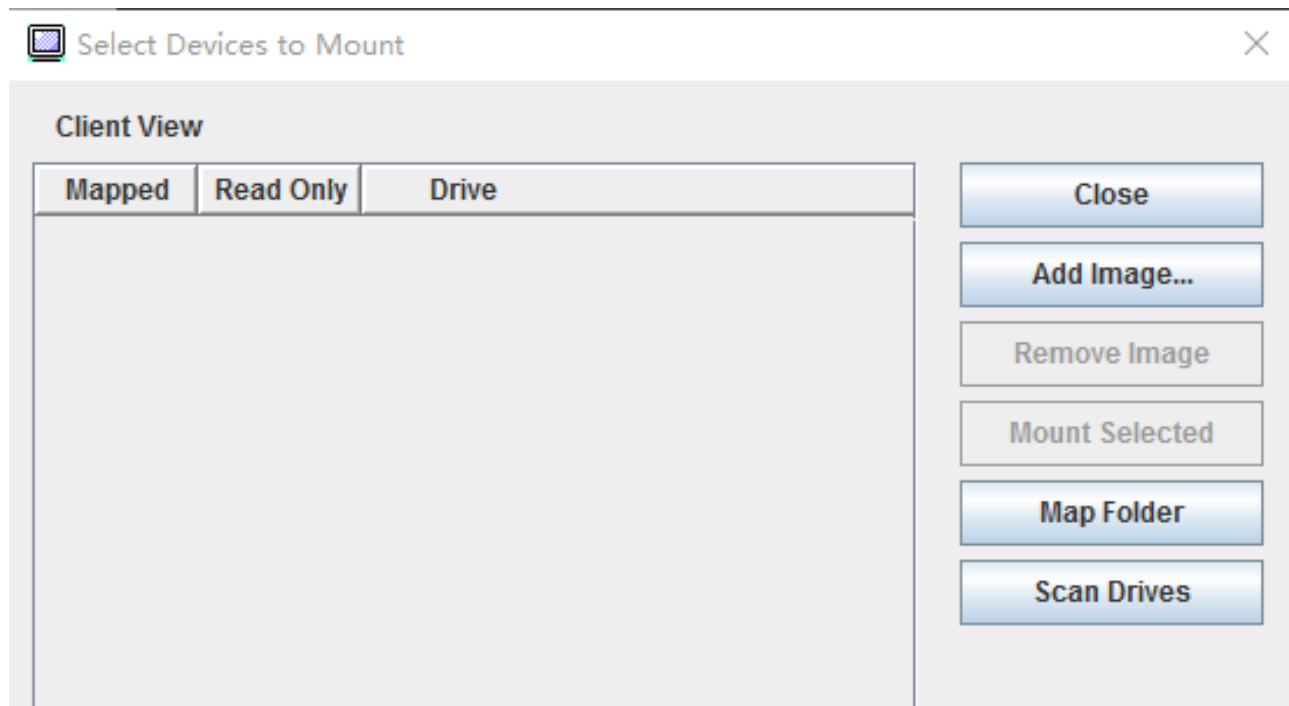 Select Devices to Mount
Client View
Mapped Read Only Drive
Close
Add Image...
Remove Image
Mount Selected
Map Folder
Scan Drives